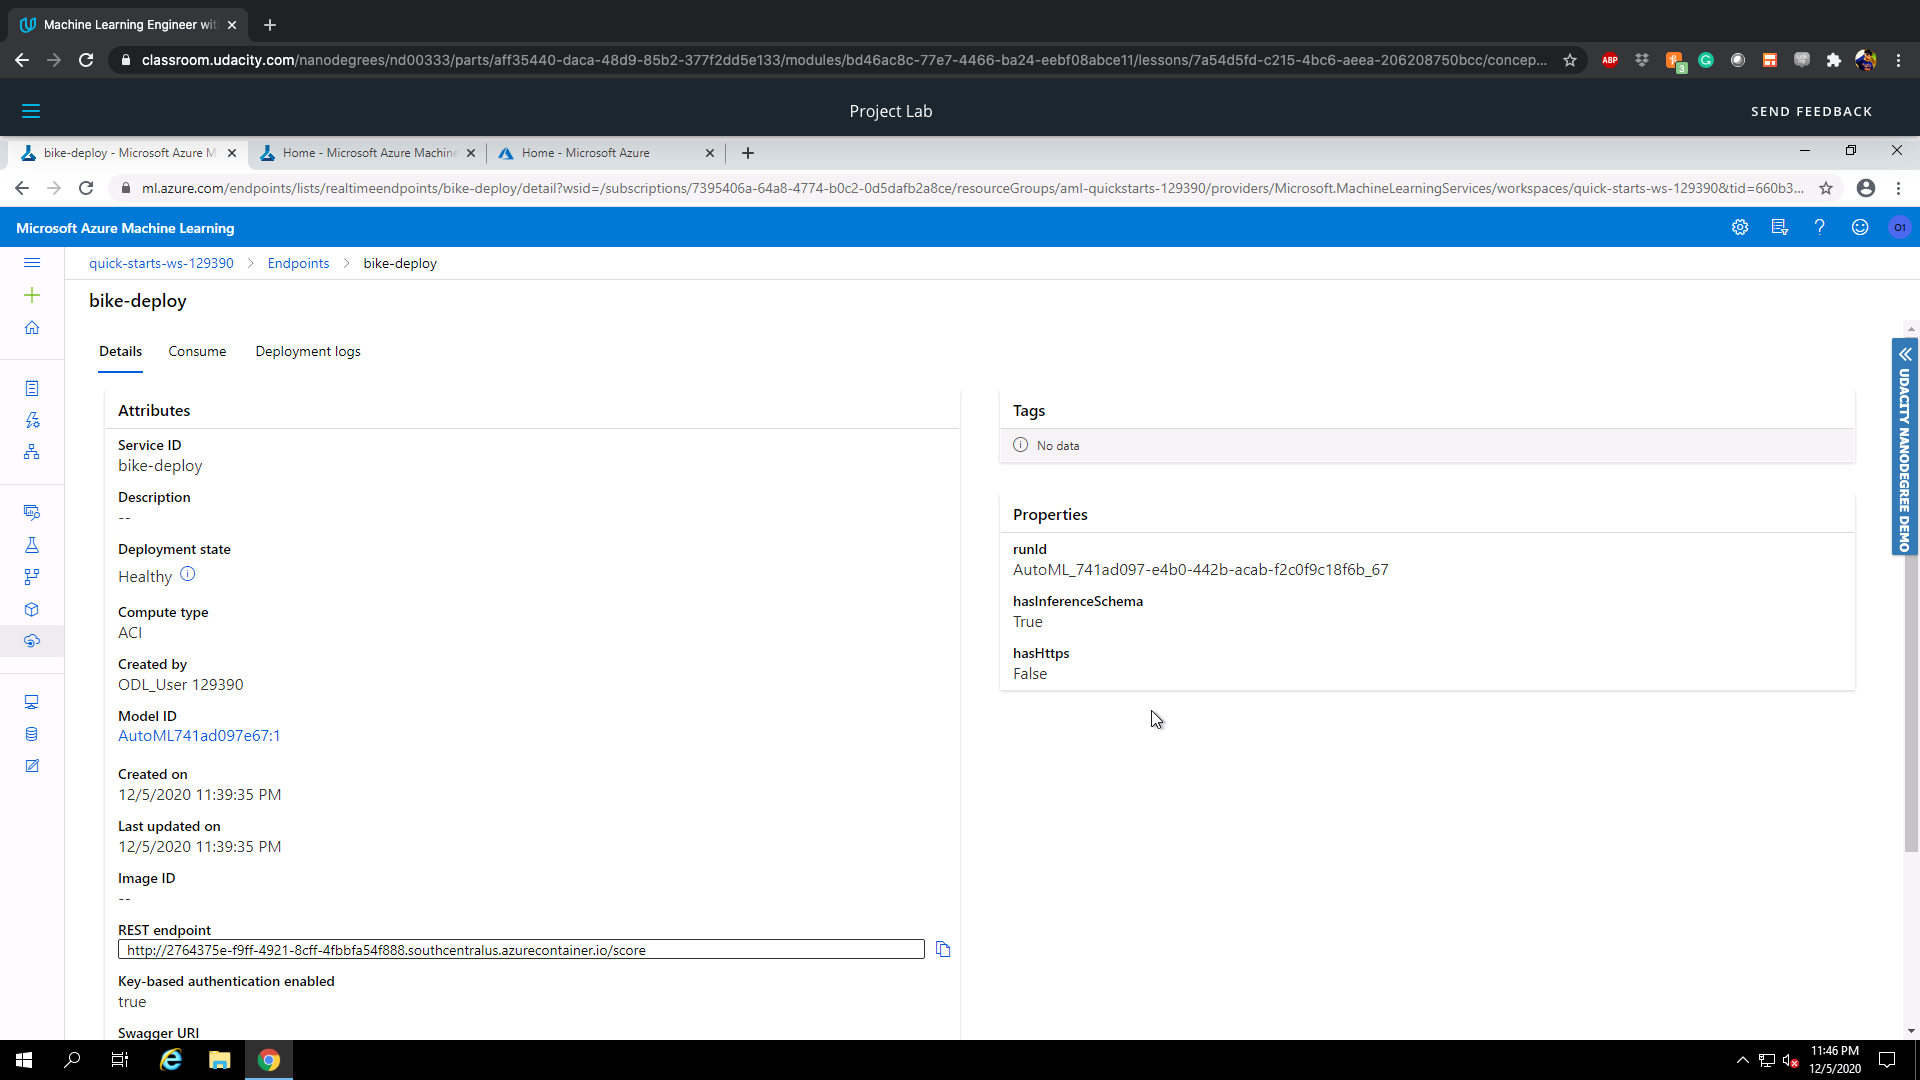 Machine Learning Engineer wit
classroom.udacity.com/nanodegrees/nd00333/parts/aff35440-daca-48d9-85b2-377f2dd5e133/modules/bd46ac8c-77e7-4466-ba24-eebf08abce11/lessons/7a54d5fd-c215-4bc6-aeea-206208750bcc/concep...
ABP
3
Project Lab
SEND FEEDBACK
bike-deploy - Microsoft Azure M
Home - Microsoft Azure Machine
Home - Microsoft Azure
ml.azure.com/endpoints/lists/realtimeendpoints/bike-deploy/detail?wsid=/subscriptions/7395406a-64a8-4774-b0c2-0d5dafb2a8ce/resourceGroups/aml-quickstarts-129390/providers/Microsoft.MachineLearningServices/workspaces/quick-starts-ws-129390&tid=660b3...
Microsoft Azure Machine Learning
O1
quick-starts-ws-129390 > Endpoints > bike-deploy
bike-deploy
Details
Consume
Deployment logs
UDACITY NANODEGREE DEMO
Attributes
Service ID
bike-deploy
Description
--
Deployment state
Healthy
Compute type
ACI
Created by
ODL_User 129390
Model ID
AutoML741ad097e67:1
Created on
12/5/2020 11:39:35 PM
Last updated on
12/5/2020 11:39:35 PM
Image ID
--
REST endpoint
http://2764375e-f9ff-4921-8cff-4fbbfa54f888.southcentralus.azurecontainer.io/score
Key-based authentication enabled
true
Swagger URI
Tags
No data
Properties
runId
AutoML_741ad097-e4b0-442b-acab-f2c0f9c18f6b_67
hasInferenceSchema
True
hasHttps
False
11:46 PM
12/5/2020